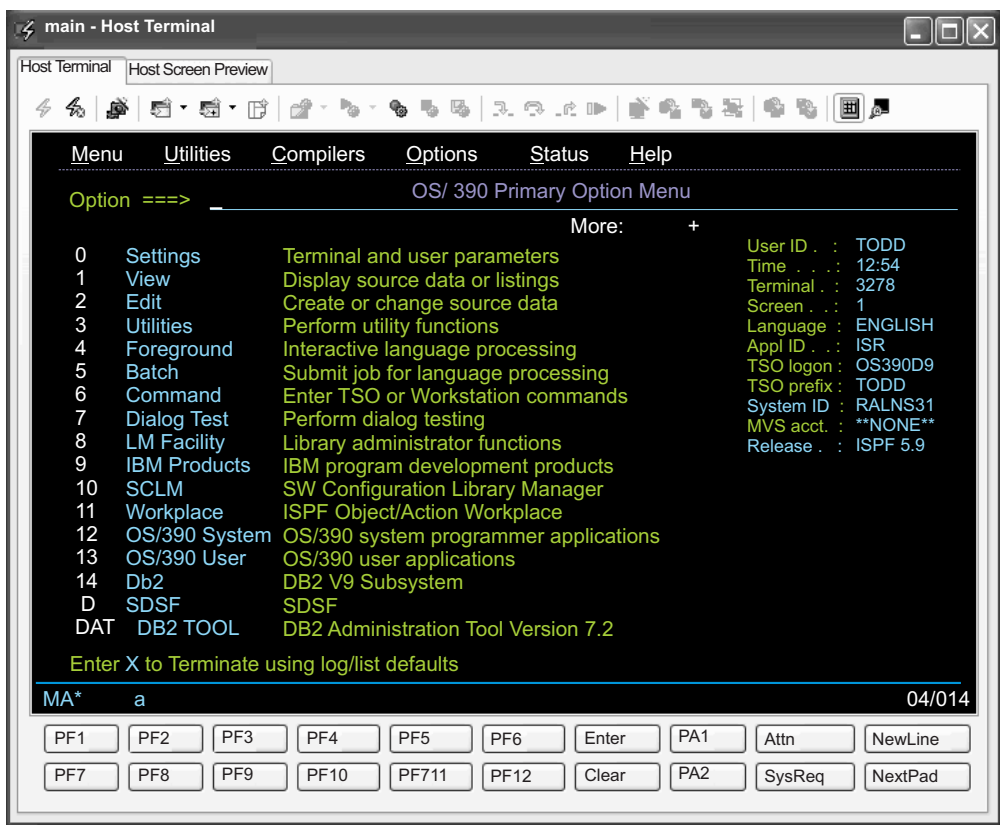 main - Host Terminal
Host Terminal Host Screen Preview
Menu Utilities Compilers Options Status Help
OS/ 390 Primary Option Menu
Option ===> _
More: +
0 Settings Terminal and user parameters
1 View Display source data or listings
2 Edit Create or change source data
3 Utilities Perform utility functions
4 Foreground Interactive language processing
5 Batch Submit job for language processing
6 Command Enter TSO or Workstation commands
7 Dialog Test Perform dialog testing
8 LM Facility Library administrator functions
9 IBM Products IBM program development products
10 SCLM SW Configuration Library Manager
11 Workplace ISPF Object/Action Workplace
12 OS/390 System OS/390 system programmer applications
13 OS/390 User OS/390 user applications
14 Db2 DB2 V9 Subsystem
D SDSF SDSF
DAT DB2 TOOL DB2 Administration Tool Version 7.2
User ID . : TODD
Time . . . : 12:54
Terminal . : 3278
Screen . . : 1
Language : ENGLISH
Appl ID . . : ISR
TSO logon : OS390D9
TSO prefix : TODD
System ID : RALNS31
MVS acct. : **NONE**
Release . : ISPF 5.9
Enter X to Terminate using log/list defaults
MA* a 04/014
PF1 PF2 PF3 PF4 PF5 PF6 Enter PA1 Attn NewLine
PF7 PF8 PF9 PF10 PF711 PF12 Clear PA2 SysReq NextPad